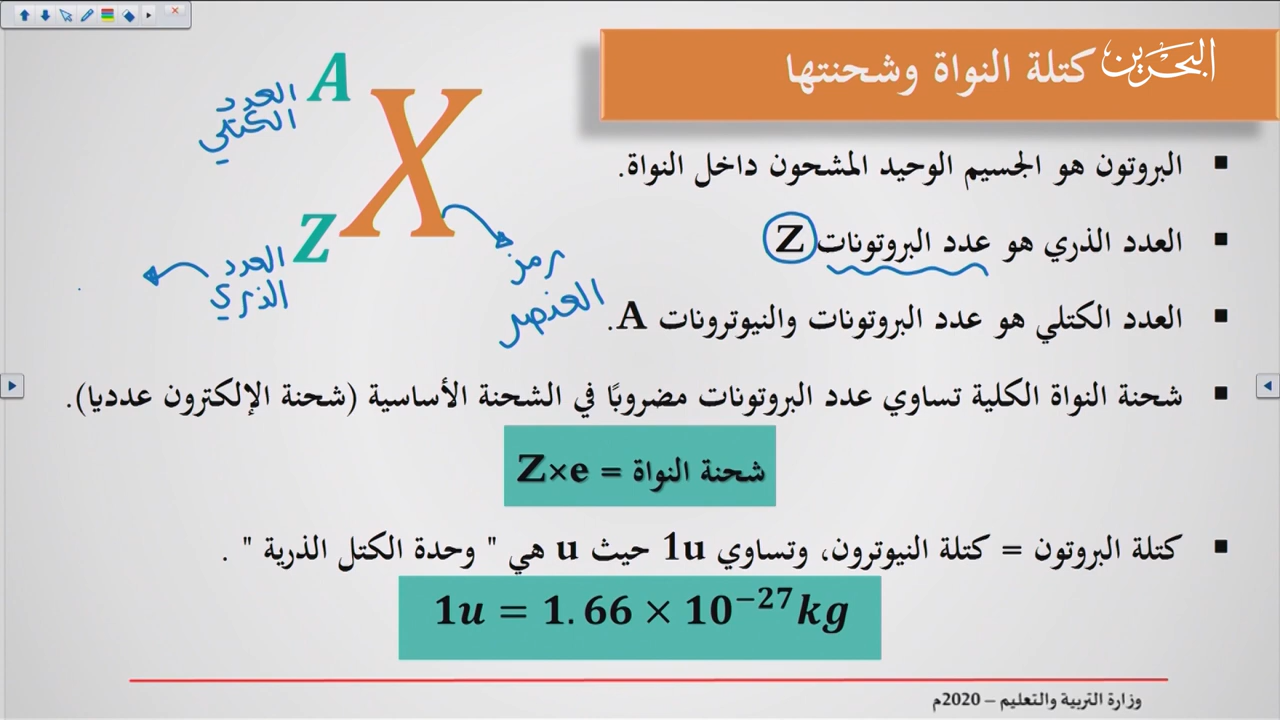 كتلة النواة وشحنتها
البحرين
A
العدد
الكتلي
X
Z
العدد
الذري
رمز
العنصر
البروتون هو الجسيم الوحيد المشحون داخل النواة.
العدد الذري هو عدد البروتونات Z
العدد الكتلي هو عدد البروتونات والنيوترونات A.
شحنة النواة الكلية تساوي عدد البروتونات مضروبًا في الشحنة الأساسية (شحنة الإلكترون عدديا).
شحنة النواة = Z×e
كتلة البروتون = كتلة النيوترون، وتساوي 1u حيث u هي " وحدة الكتل الذرية " .
1u = 1.66 × 10⁻²⁷ kg
وزارة التربية والتعليم – 2020م